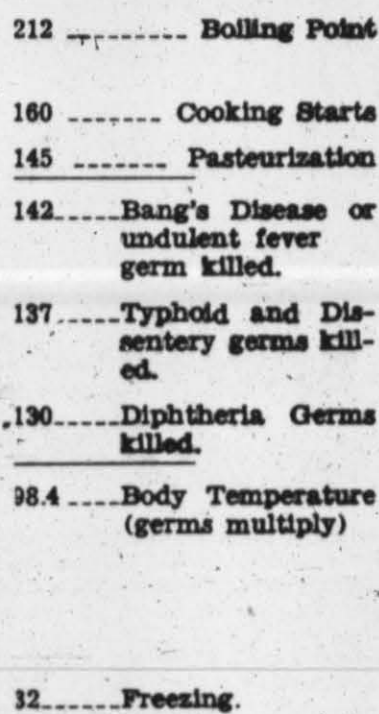 212 --------- Boiling Point
160 ------- Cooking Starts
145 ------- Pasteurization
142-----Bang's Disease or
undulent fever
germ killed.
137-----Typhoid and Dis-
sentery germs kill-
ed.
130-----Diphtheria Germs
killed.
98.4 ----Body Temperature
(germs multiply)
32------Freezing.